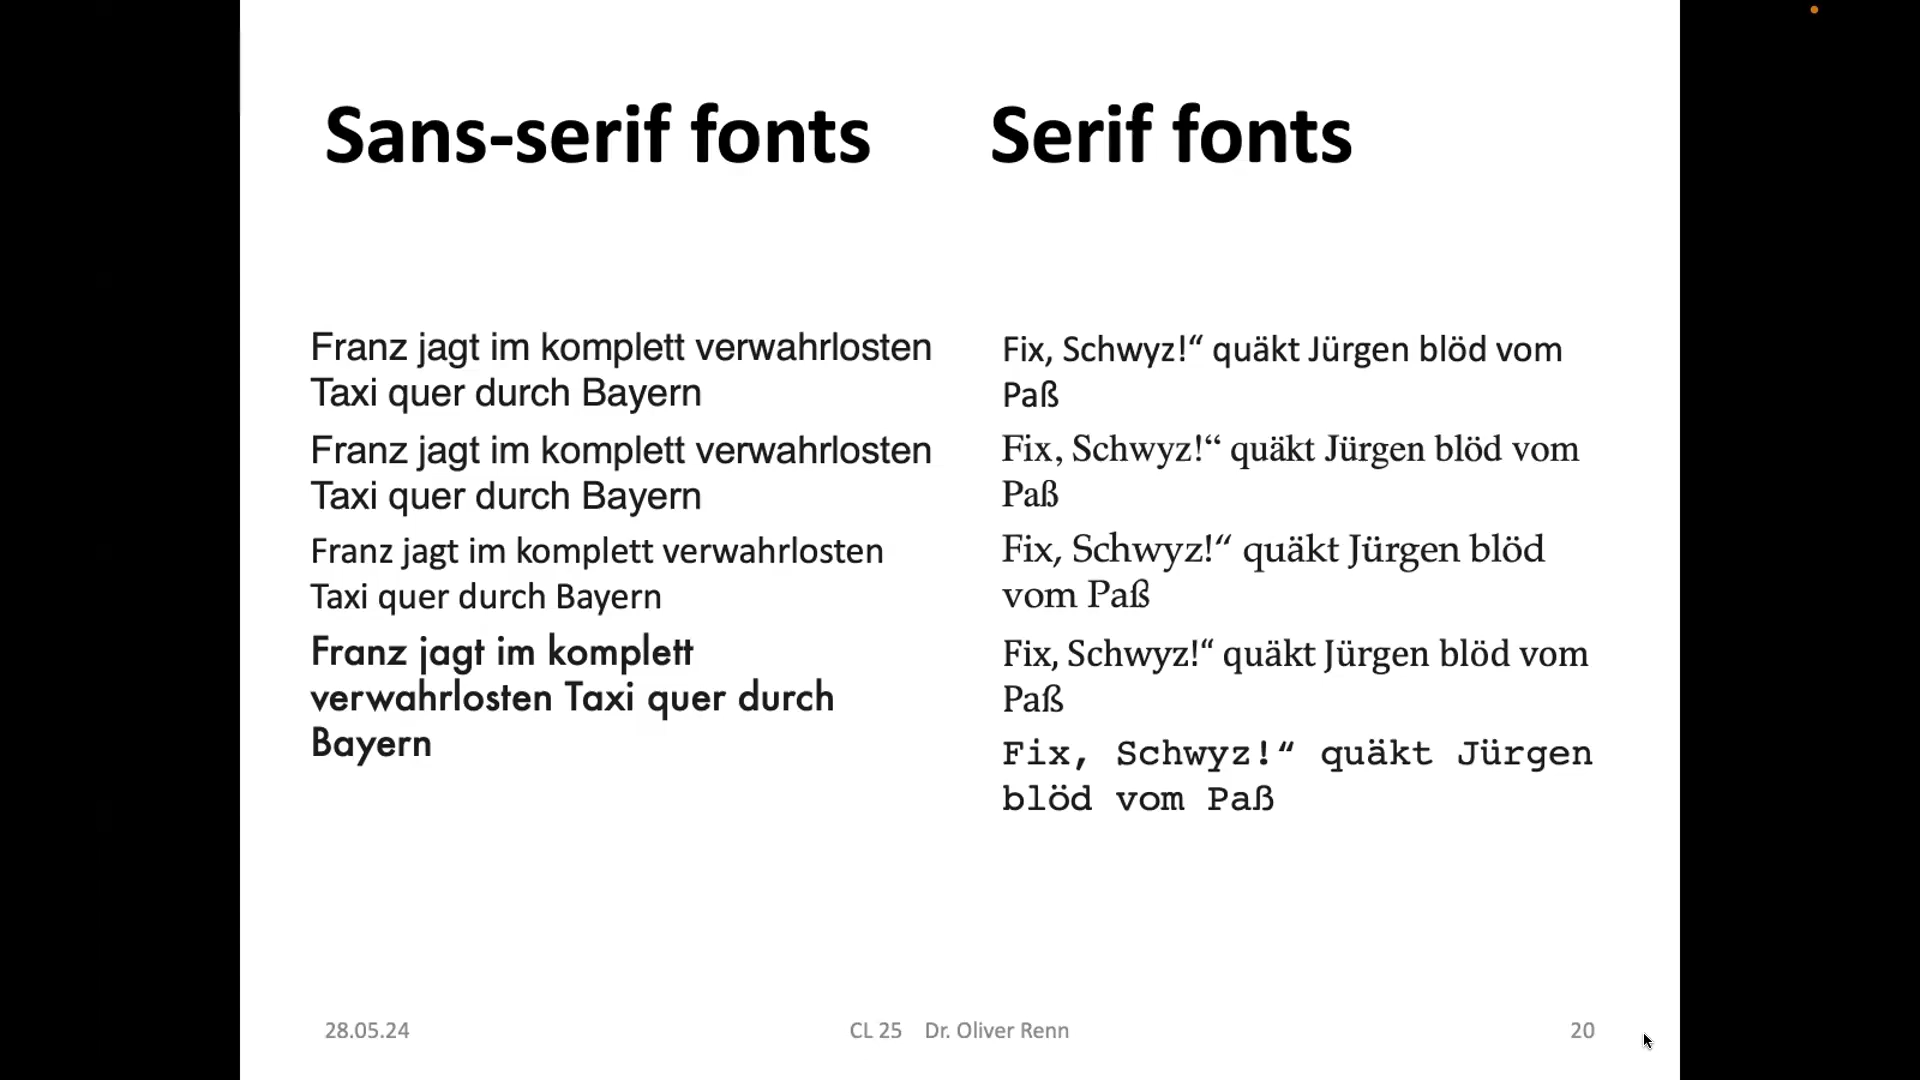 Sans-serif fonts
Serif fonts
Franz jagt im komplett verwahrlosten
Taxi quer durch Bayern
Franz jagt im komplett verwahrlosten
Taxi quer durch Bayern
Franz jagt im komplett verwahrlosten
Taxi quer durch Bayern
Franz jagt im komplett
verwahrlosten Taxi quer durch
Bayern
Fix, Schwyz!“ quäkt Jürgen blöd vom
Paß
Fix, Schwyz!“ quäkt Jürgen blöd vom
Paß
Fix, Schwyz!“ quäkt Jürgen blöd
vom Paß
Fix, Schwyz!“ quäkt Jürgen blöd vom
Paß
Fix, Schwyz!“ quäkt Jürgen
blöd vom Paß
28.05.24
CL 25 Dr. Oliver Renn
20